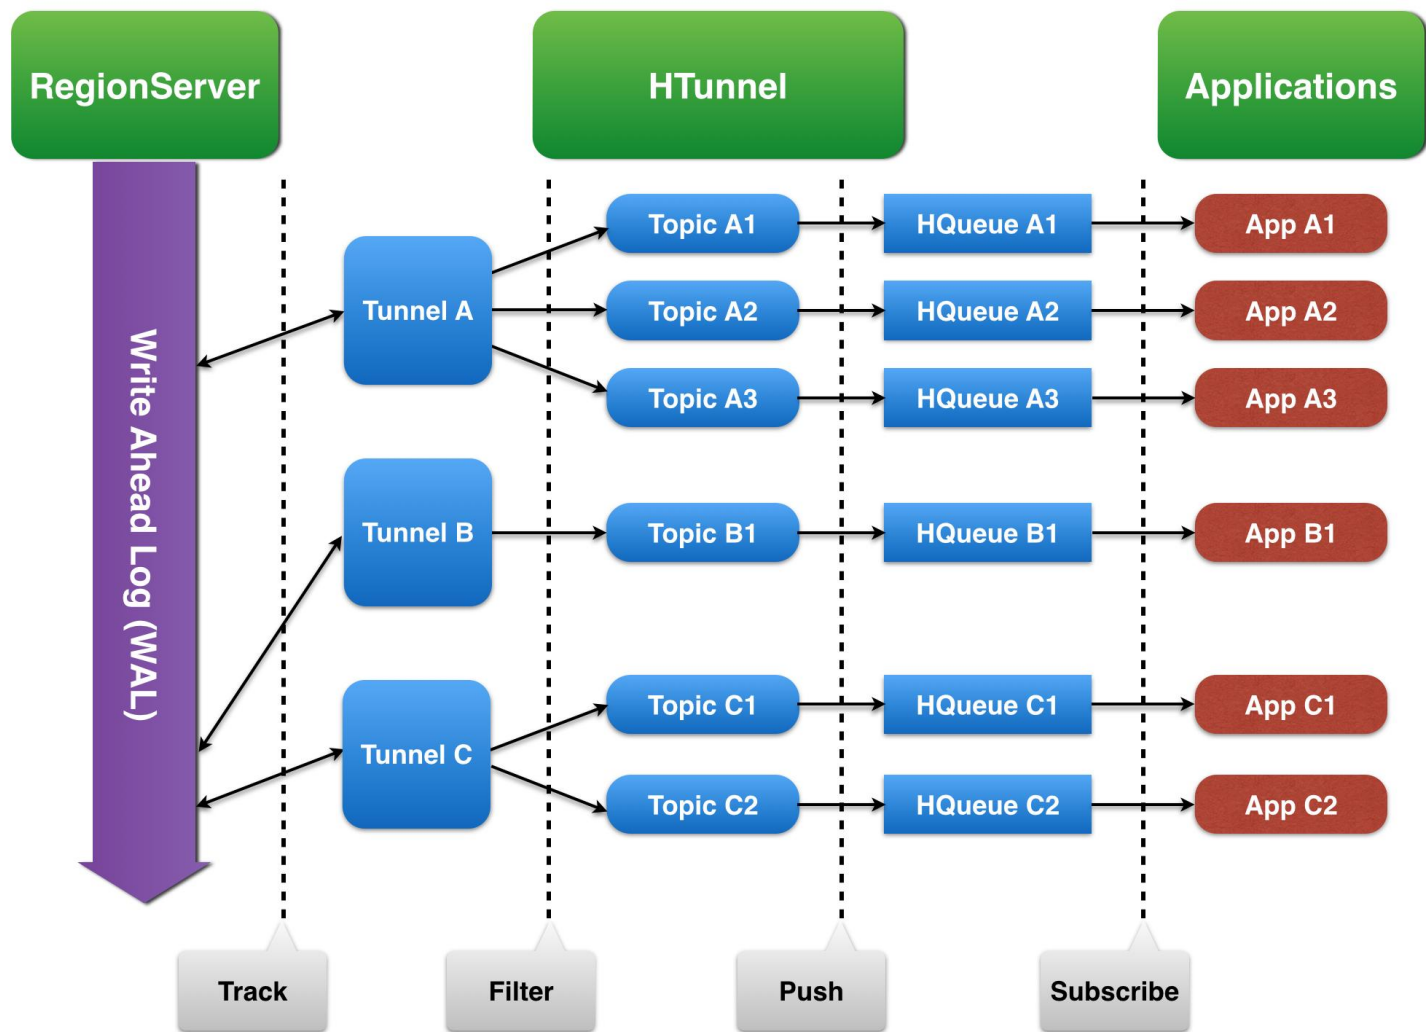 RegionServer
HTunnel
Applications
Write Ahead Log (WAL)
Tunnel A
Topic A1
HQueue A1
App A1
Topic A2
HQueue A2
App A2
Topic A3
HQueue A3
App A3
Tunnel B
Topic B1
HQueue B1
App B1
Tunnel C
Topic C1
HQueue C1
App C1
Topic C2
HQueue C2
App C2
Track
Filter
Push
Subscribe